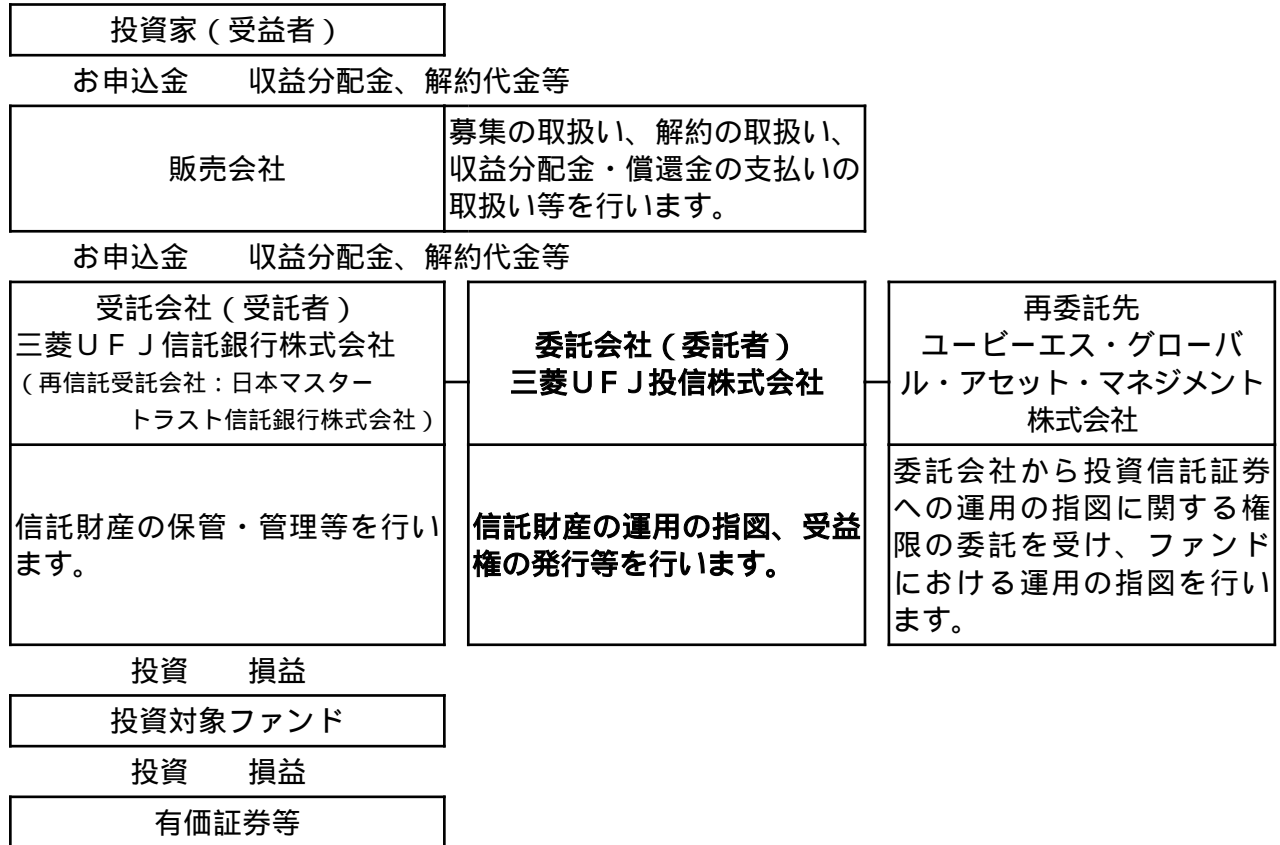 投資家(受益者)
お申込金　収益分配金、解約代金等
販売会社
募集の取扱い、解約の取扱い、
収益分配金・償還金の支払いの
取扱い等を行います。
お申込金　収益分配金、解約代金等
受託会社(受託者)
三菱UFJ信託銀行株式会社
(再信託受託会社:日本マスター
トラスト信託銀行株式会社)
委託会社(委託者)
三菱UFJ投信株式会社
再委託先
ユービーエス・グローバ
ル・アセット・マネジメント
株式会社
信託財産の保管・管理等を行い
ます。
信託財産の運用の指図、受益
権の発行等を行います。
委託会社から投資信託証券
への運用の指図に関する権
限の委託を受け、ファンド
における運用の指図を行い
ます。
投資　損益
投資対象ファンド
投資　損益
有価証券等